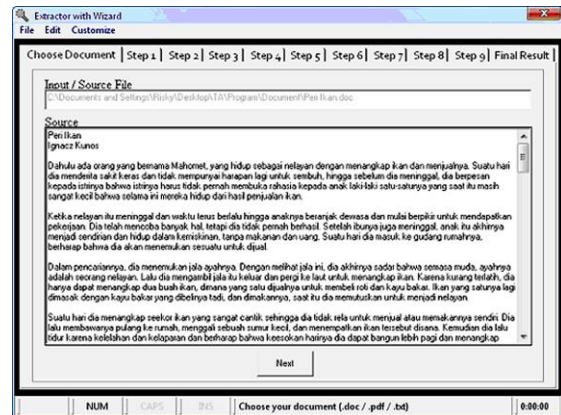 Extractor with Wizard
File Edit Customize
Choose Document Step 1 Step 2 Step 3 Step 4 Step 5 Step 6 Step 7 Step 8 Step 9 Final Result
Input / Source File
C:\Documents and Settings\Risky\Desktop\TA\Program\Document\Peri Ikan.doc
Source
Peri Ikan
Ignacz Kunos
Dahulu ada orang yang bernama Mahomet, yang hidup sebagai nelayan dengan menangkap ikan dan menjualnya. Suatu hari
dia menderita sakit keras dan tidak mempunyai harapan lagi untuk sembuh, hingga sebelum dia meninggal, dia berpesan
kepada istrinya bahwa istrinya harus tidak pernah membuka rahasia kepada anak laki-laki satu-satunya yang saat itu masih
sangat kecil bahwa selama ini mereka hidup dari hasil penjualan ikan.
Ketika nelayan itu meninggal dan waktu terus berlalu hingga anaknya beranjak dewasa dan mulai berpikir untuk mendapatkan
pekerjaan. Dia telah mencoba banyak hal, tetapi dia tidak pernah berhasil. Setelah ibunya juga meninggal, anak itu akhirnya
menjadi sendirian dan hidup dalam kemiskinan, tanpa makanan dan uang. Suatu hari dia masuk ke gudang rumahnya,
berharap bahwa dia akan menemukan sesuatu untuk dijual.
Dalam pencariannya, dia menemukan jala ayahnya. Dengan melihat jala ini, dia akhirnya sadar bahwa semasa muda, ayahnya
adalah seorang nelayan. Lalu dia mengambil jala itu keluar dan pergi ke laut untuk menangkap ikan. Karena kurang terlatih, dia
hanya dapat menangkap dua buah ikan, dimana yang satu dijualnya untuk membeli roti dan kayu bakar. Ikan yang satunya lagi
dimasak dengan kayu bakar yang dibelinya tadi, dan dimakannya, saat itu dia memutuskan untuk menjadi nelayan.
Suatu hari dia menangkap seekor ikan yang sangat cantik sehingga dia tidak rela untuk menjual atau memakannya sendiri. Dia
lalu membawanya pulang ke rumah, menggali sebuah sumur kecil, dan menempatkan ikan tersebut disana. Kemudian dia lalu
tidur karena kelelahan dan kelaparan dan berharap bahwa keesokan harinya dia dapat bangun lebih pagi dan menangkap
Next
NUM CAPS INS Choose your document (.doc / .pdf / .txt) 0:00:00